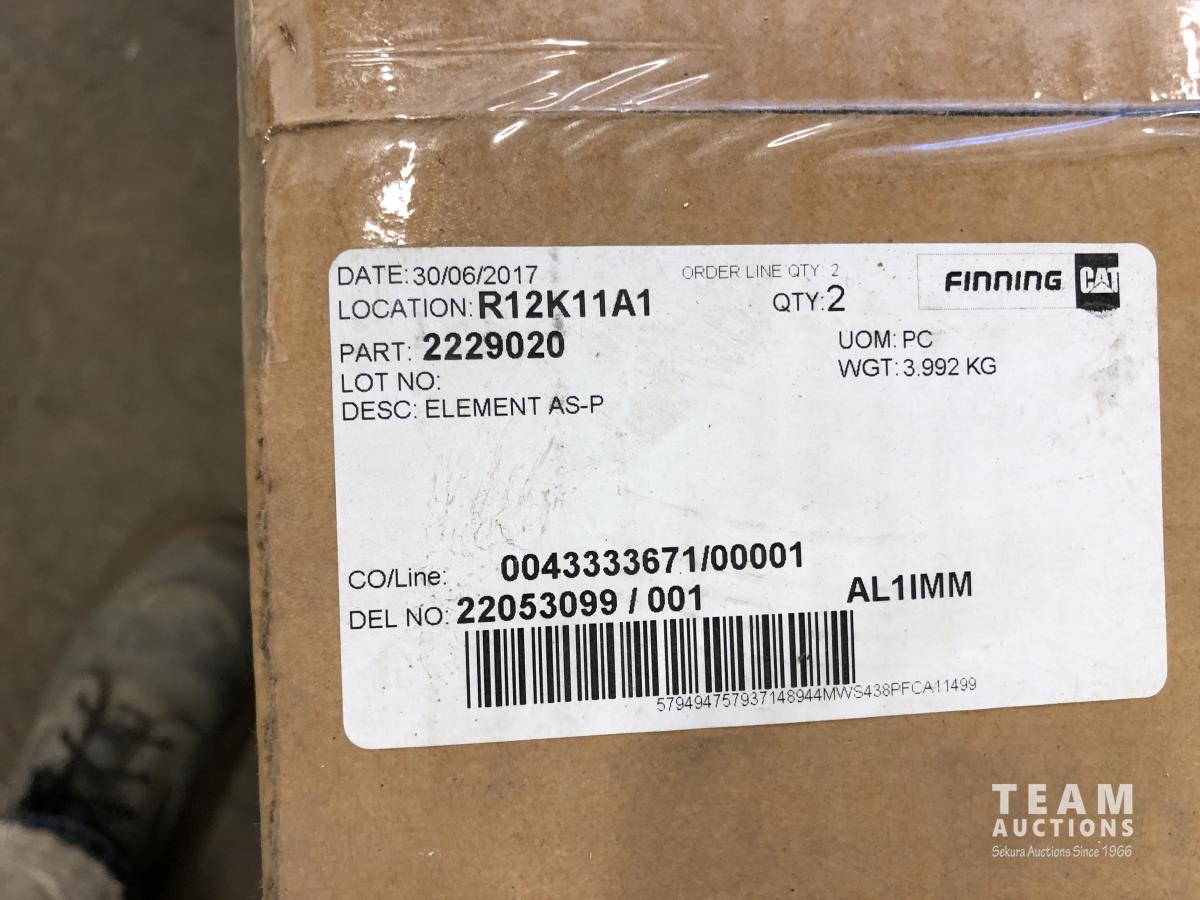 DATE: 30/06/2017
ORDER LINE QTY: 2
FINNING CAT
LOCATION: R12K11A1
QTY: 2
PART: 2229020
UOM: PC
LOT NO:
WGT: 3.992 KG
DESC: ELEMENT AS-P
CO/Line: 0043333671/00001
DEL NO: 22053099 / 001
AL1IMM
579494757937148944MWS438PFCA11499
TEAM
AUCTIONS
Sekura Auctions Since 1966